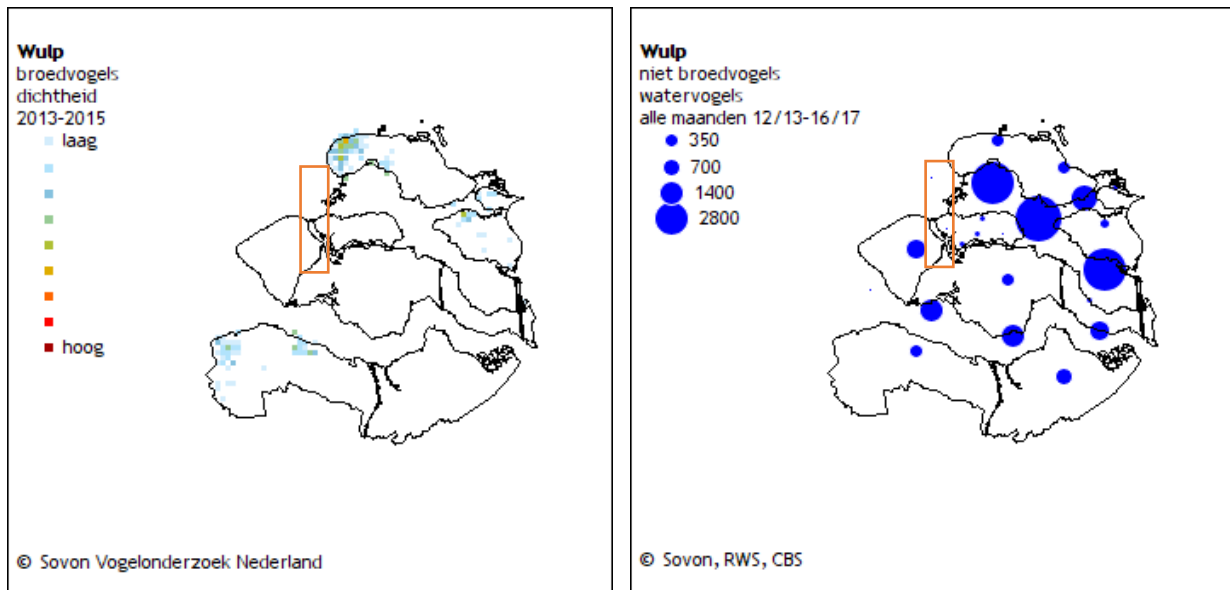 Wulp
broedvogels
dichtheid
2013-2015
laag
hoog
© Sovon Vogelonderzoek Nederland
Wulp
niet broedvogels
watervogels
alle maanden 12/13-16/17
350
700
1400
2800
© Sovon, RWS, CBS